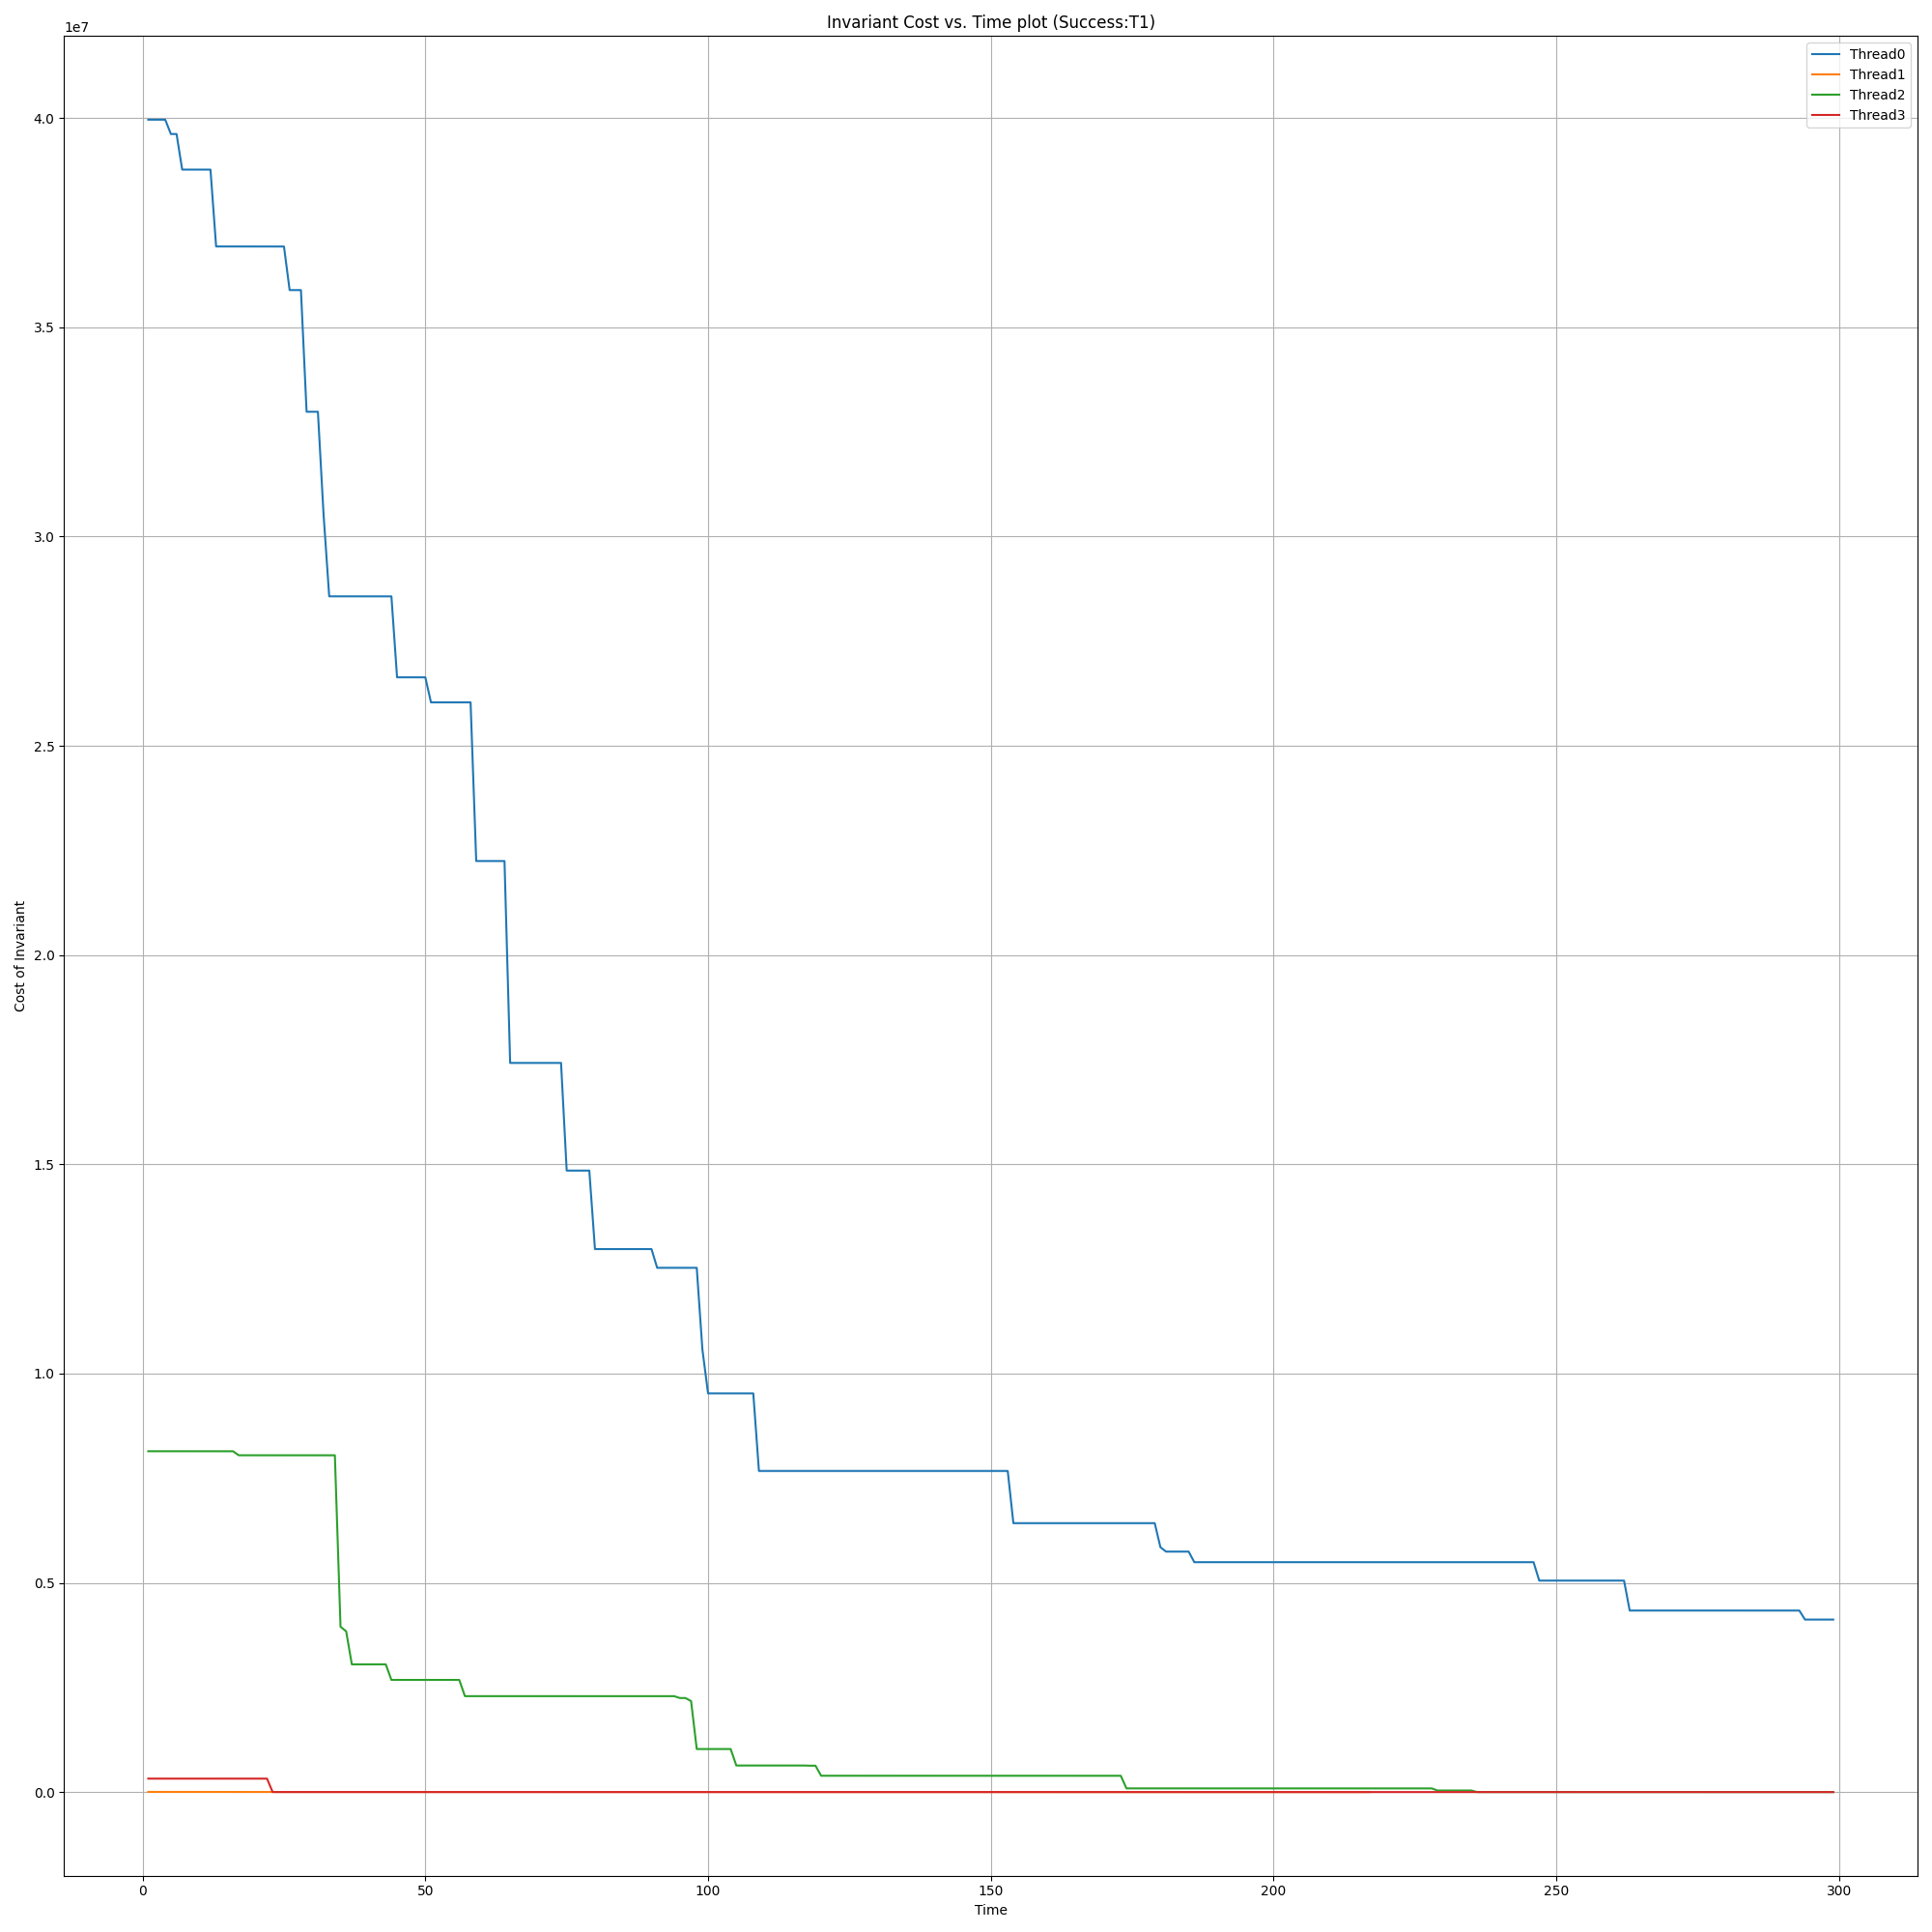 Invariant Cost vs. Time plot (Success:T1)
1e7
Thread0
Thread1
Thread2
Thread3
4.0
3.5
3.0
2.5
2.0
1.5
1.0
0.5
0.0
Cost of Invariant
0 50 100 150 200 250 300
Time